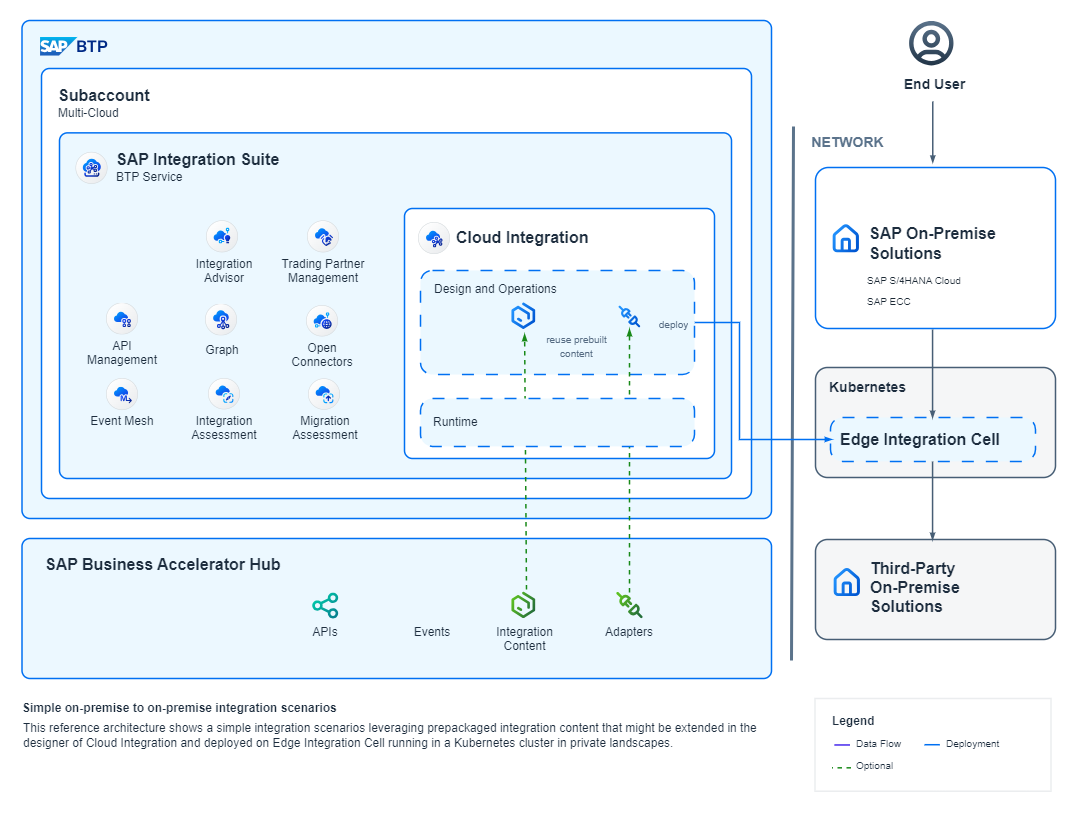 SAP BTP
Subaccount
Multi-Cloud
SAP Integration Suite
BTP Service
Integration
Advisor
Trading Partner
Management
API
Management
Graph
Open
Connectors
Event Mesh
Integration
Assessment
Migration
Assessment
Cloud Integration
Design and Operations
reuse prebuilt
content
deploy
Runtime
SAP Business Accelerator Hub
APIs
Events
Integration
Content
Adapters
End User
NETWORK
SAP On-Premise
Solutions
SAP S/4HANA Cloud
SAP ECC
Kubernetes
Edge Integration Cell
Third-Party
On-Premise
Solutions
Simple on-premise to on-premise integration scenarios
This reference architecture shows a simple integration scenarios leveraging prepackaged integration content that might be extended in the
designer of Cloud Integration and deployed on Edge Integration Cell running in a Kubernetes cluster in private landscapes.
Legend
Data Flow
Deployment
Optional